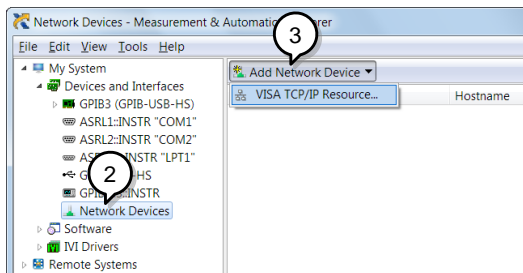 Network Devices - Measurement & Automatio rer
3
File Edit View Tools Help
My System
Devices and Interfaces
GPIB3 (GPIB-USB-HS)
ASRL1::INSTR "COM1"
ASRL2::INSTR "COM2"
INSTR "LPT1"
HS
INSTR
2
Network Devices
Software
IVI Drivers
Remote Systems
Add Network Device
VISA TCP/IP Resource...
Hostname